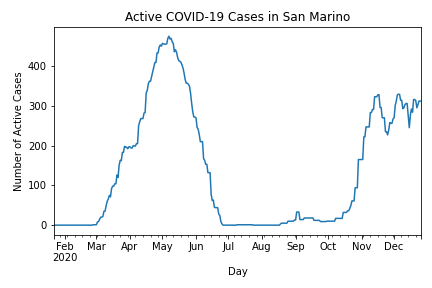 Active COVID-19 Cases in San Marino
Number of Active Cases
400
300
200
100
0
Feb Mar Apr May Jun Jul Aug Sep Oct Nov Dec
2020
Day